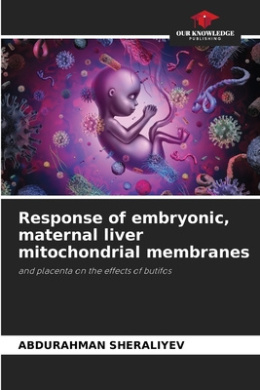 OUR KNOWLEDGE
PUBLISHING
Response of embryonic,
maternal liver
mitochondrial membranes
and placenta on the effects of butifos
ABDURAHMAN SHERALIYEV